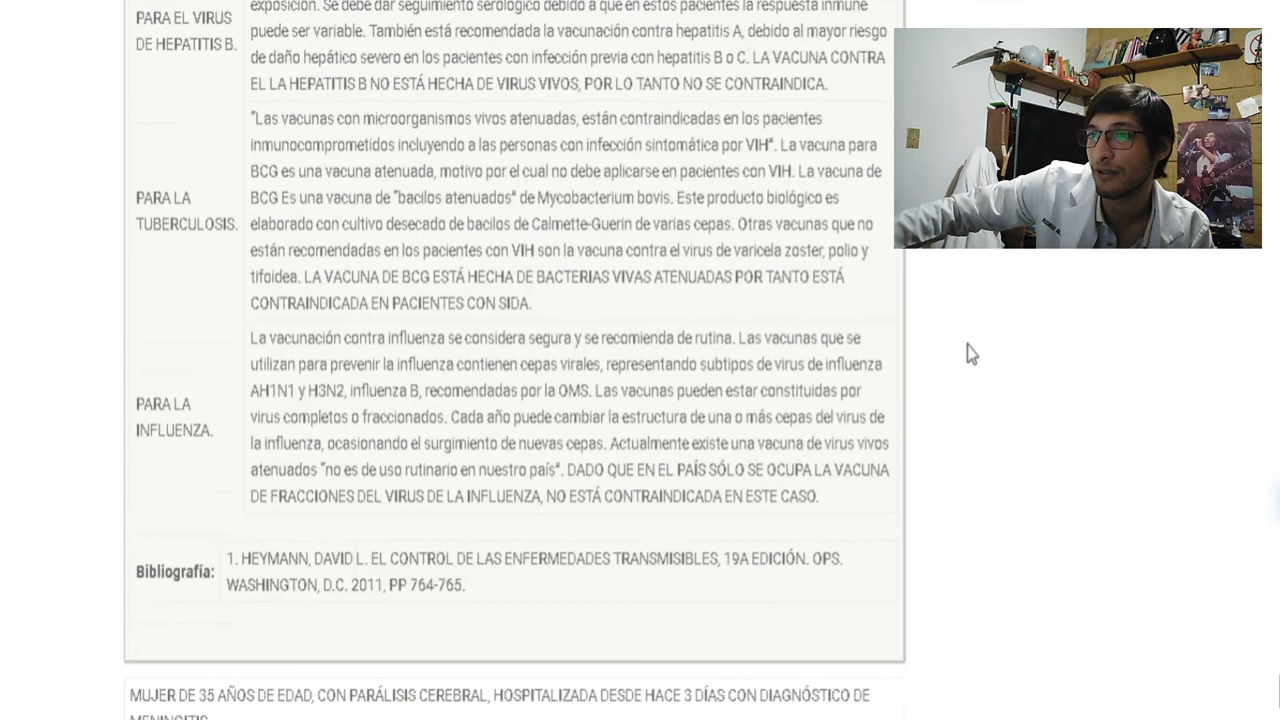 exposición. Se debe dar seguimiento serológico debido a que en estos pacientes la respuesta inmune
PARA EL VIRUS
DE HEPATITIS B.
puede ser variable. También está recomendada la vacunación contra hepatitis A, debido al mayor riesgo
de daño hepático severo en los pacientes con infección previa con hepatitis B o C. LA VACUNA CONTRA
EL LA HEPATITIS B NO ESTÁ HECHA DE VIRUS VIVOS, POR LO TANTO NO SE CONTRAINDICA.
PARA LA
TUBERCULOSIS.
"Las vacunas con microorganismos vivos atenuadas, están contraindicadas en los pacientes
inmunocomprometidos incluyendo a las personas con infección sintomática por VIH". La vacuna para
BCG es una vacuna atenuada, motivo por el cual no debe aplicarse en pacientes con VIH. La vacuna de
BCG Es una vacuna de "bacilos atenuados" de Mycobacterium bovis. Este producto biológico es
elaborado con cultivo desecado de bacilos de Calmette-Guerin de varias cepas. Otras vacunas que no
están recomendadas en los pacientes con VIH son la vacuna contra el virus de varicela zoster, polio y
tifoidea. LA VACUNA DE BCG ESTÁ HECHA DE BACTERIAS VIVAS ATENUADAS POR TANTO ESTÁ
CONTRAINDICADA EN PACIENTES CON SIDA.
PARA LA
INFLUENZA.
La vacunación contra influenza se considera segura y se recomienda de rutina. Las vacunas que se
utilizan para prevenir la influenza contienen cepas virales, representando subtipos de virus de influenza
AH1N1 y H3N2, influenza B, recomendadas por la OMS. Las vacunas pueden estar constituidas por
virus completos o fraccionados. Cada año puede cambiar la estructura de una o más cepas del virus de
la influenza, ocasionando el surgimiento de nuevas cepas. Actualmente existe una vacuna de virus vivos
atenuados "no es de uso rutinario en nuestro país". DADO QUE EN EL PAÍS SÓLO SE OCUPA LA VACUNA
DE FRACCIONES DEL VIRUS DE LA INFLUENZA, NO ESTÁ CONTRAINDICADA EN ESTE CASO.
Bibliografía:
1. HEYMANN, DAVID L. EL CONTROL DE LAS ENFERMEDADES TRANSMISIBLES, 19A EDICIÓN. OPS.
WASHINGTON, D.C. 2011, PP 764-765.
MUJER DE 35 AÑOS DE EDAD, CON PARÁLISIS CEREBRAL, HOSPITALIZADA DESDE HACE 3 DÍAS CON DIAGNÓSTICO DE
MENINGITIS